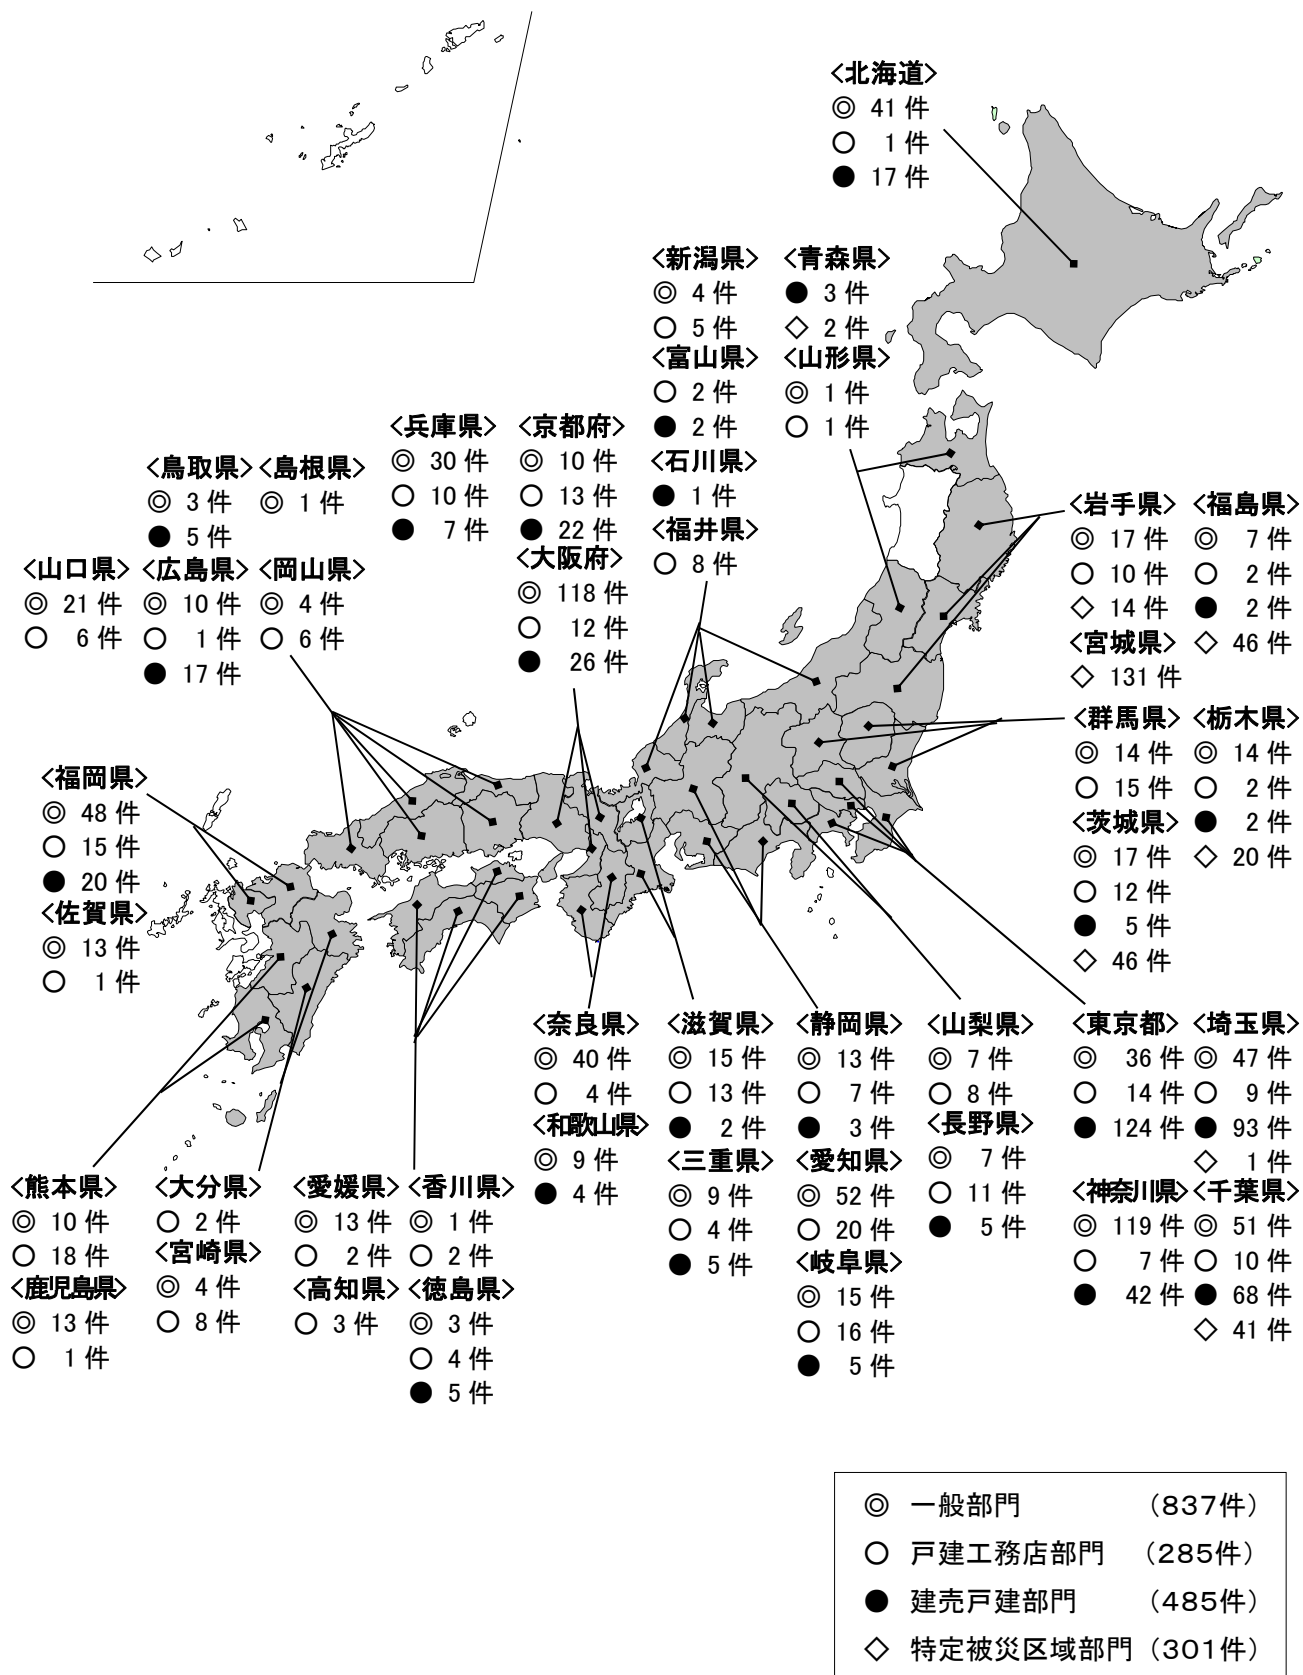 <北海道>
◎ 41 件
○ 1 件
● 17 件
<新潟県>
◎ 4 件
○ 5 件
<富山県>
○ 2 件
● 2 件
<石川県>
● 1 件
<福井県>
○ 8 件
<青森県>
● 3 件
◇ 2 件
<山形県>
◎ 1 件
○ 1 件
<兵庫県>
◎ 30 件
○ 10 件
● 7 件
<京都府>
◎ 10 件
○ 13 件
● 22 件
<大阪府>
◎ 118 件
○ 12 件
● 26 件
<鳥取県>
◎ 3 件
● 5 件
<島根県>
◎ 1 件
<山口県>
◎ 21 件
○ 6 件
<広島県>
◎ 10 件
○ 1 件
● 17 件
<岡山県>
◎ 4 件
○ 6 件
<岩手県>
◎ 17 件
○ 10 件
◇ 14 件
<宮城県>
◇ 131 件
<福島県>
◎ 7 件
○ 2 件
● 2 件
◇ 46 件
<群馬県>
◎ 14 件
○ 15 件
<茨城県>
◎ 17 件
○ 12 件
● 5 件
◇ 46 件
<栃木県>
◎ 14 件
○ 2 件
● 2 件
◇ 20 件
<福岡県>
◎ 48 件
○ 15 件
● 20 件
<佐賀県>
◎ 13 件
○ 1 件
<奈良県>
◎ 40 件
○ 4 件
<和歌山県>
◎ 9 件
● 4 件
<滋賀県>
◎ 15 件
○ 13 件
● 2 件
<三重県>
◎ 9 件
○ 4 件
● 5 件
<静岡県>
◎ 13 件
○ 7 件
● 3 件
<愛知県>
◎ 52 件
○ 20 件
<岐阜県>
◎ 15 件
○ 16 件
● 5 件
<山梨県>
◎ 7 件
○ 8 件
<長野県>
◎ 7 件
○ 11 件
● 5 件
<東京都>
◎ 36 件
○ 14 件
● 124 件
<神奈川県>
◎ 119 件
○ 7 件
● 42 件
<埼玉県>
◎ 47 件
○ 9 件
● 93 件
◇ 1 件
<千葉県>
◎ 51 件
○ 10 件
● 68 件
◇ 41 件
<熊本県>
◎ 10 件
○ 18 件
<鹿児島県>
◎ 13 件
○ 1 件
<大分県>
○ 2 件
<宮崎県>
◎ 4 件
○ 8 件
<愛媛県>
◎ 13 件
○ 2 件
<高知県>
○ 3 件
<香川県>
◎ 1 件
○ 2 件
<徳島県>
◎ 3 件
○ 4 件
● 5 件
◎ 一般部門 （837件）
○ 戸建工務店部門 （285件）
● 建売戸建部門 （485件）
◇ 特定被災区域部門 （301件）